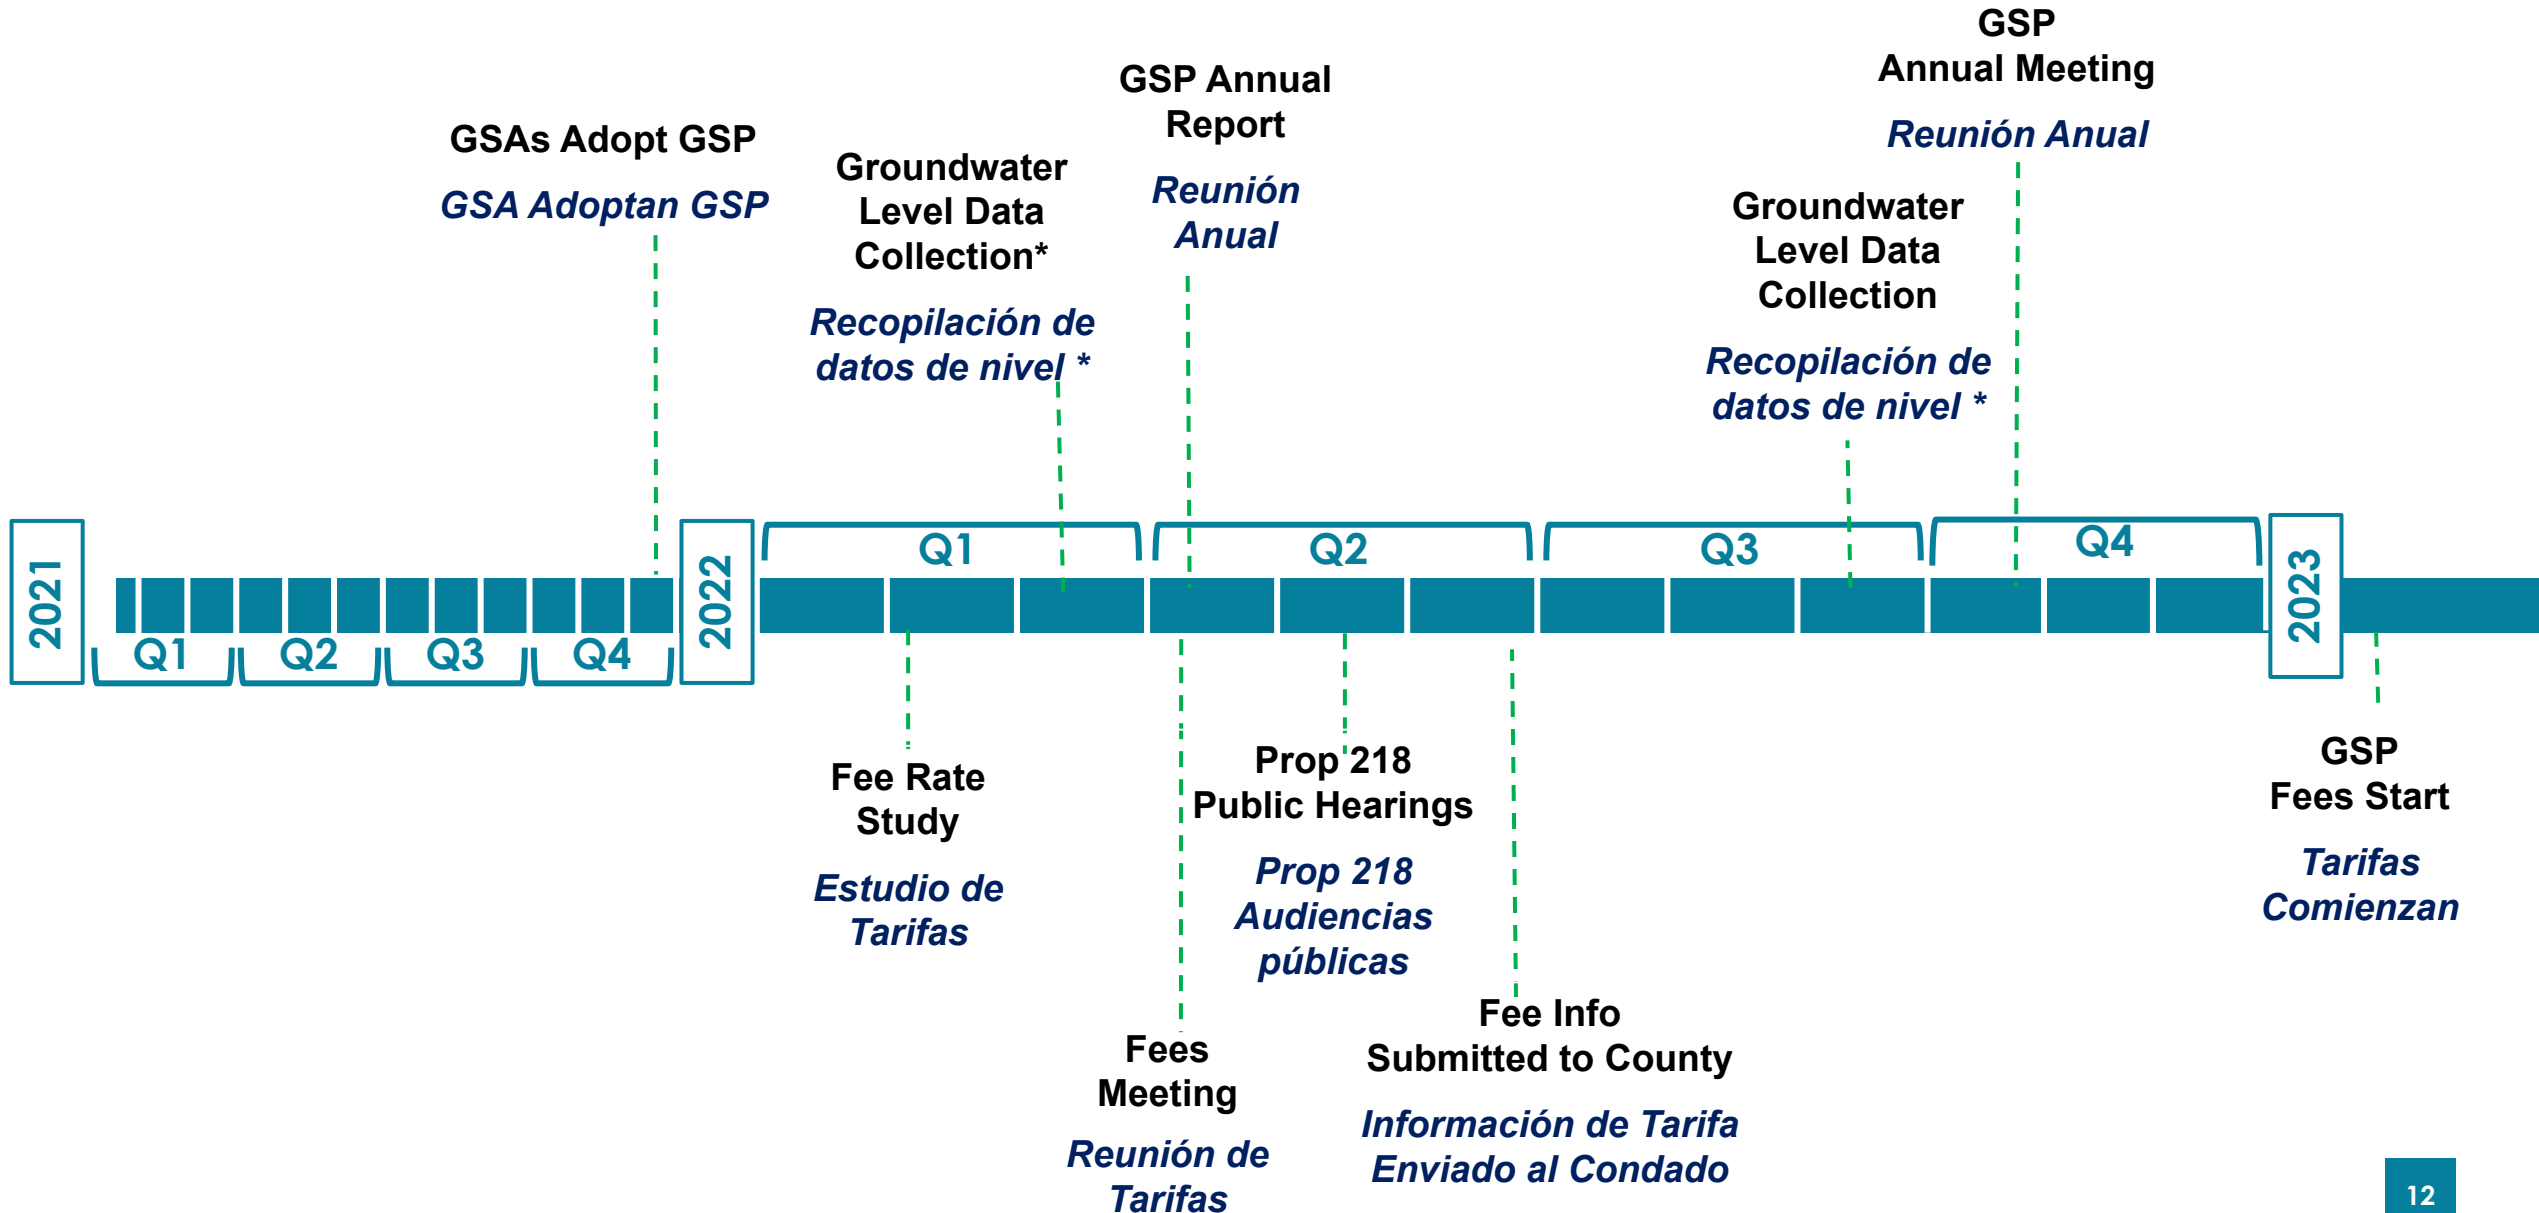 GSAs Adopt GSP
GSA Adoptan GSP
Groundwater
Level Data
Collection*
Recopilación de
datos de nivel *
GSP Annual
Report
Reunión
Anual
Groundwater
Level Data
Collection
Recopilación de
datos de nivel *
GSP
Annual Meeting
Reunión Anual
2021
Q1
Q2
Q3
Q4
2022
Q1
Q2
Q3
Q4
2023
Fee Rate
Study
Estudio de
Tarifas
Fees
Meeting
Reunión de
Tarifas
Prop 218
Public Hearings
Prop 218
Audiencias
públicas
Fee Info
Submitted to County
Información de Tarifa
Enviado al Condado
GSP
Fees Start
Tarifas
Comienzan
12